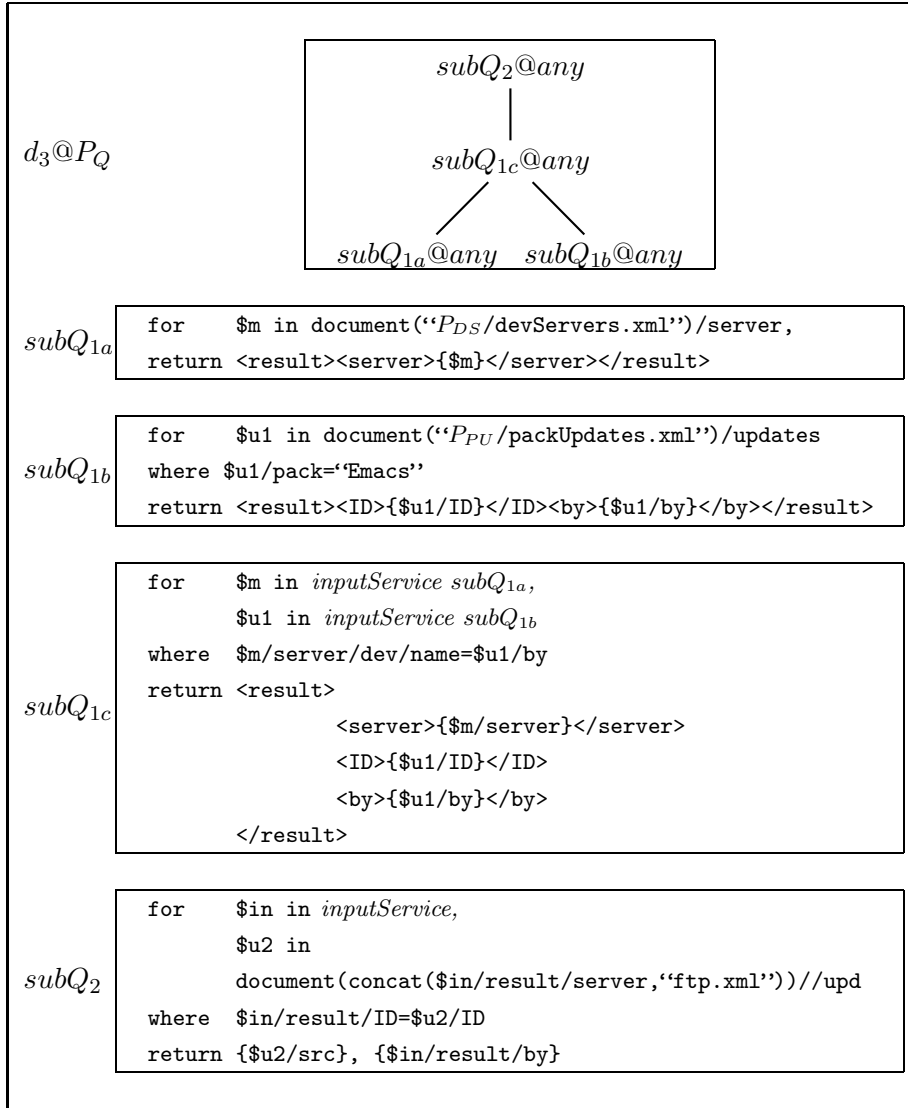 subQ₂@any
d₃@P_Q
subQ₁c@any
subQ₁a@any subQ₁b@any
subQ₁a
for $m in document(“P_DS/devServers.xml”)/server,
return <result><server>{$m}</server></result>
subQ₁b
for $u1 in document(“P_PU/packUpdates.xml”)/updates
where $u1/pack=“Emacs”
return <result><ID>{$u1/ID}</ID><by>{$u1/by}</by></result>
subQ₁c
for $m in inputService subQ₁a,
$u1 in inputService subQ₁b
where $m/server/dev/name=$u1/by
return <result>
<server>{$m/server}</server>
<ID>{$u1/ID}</ID>
<by>{$u1/by}</by>
</result>
subQ₂
for $in in inputService,
$u2 in
document(concat($in/result/server,“ftp.xml”))//upd
where $in/result/ID=$u2/ID
return {$u2/src}, {$in/result/by}